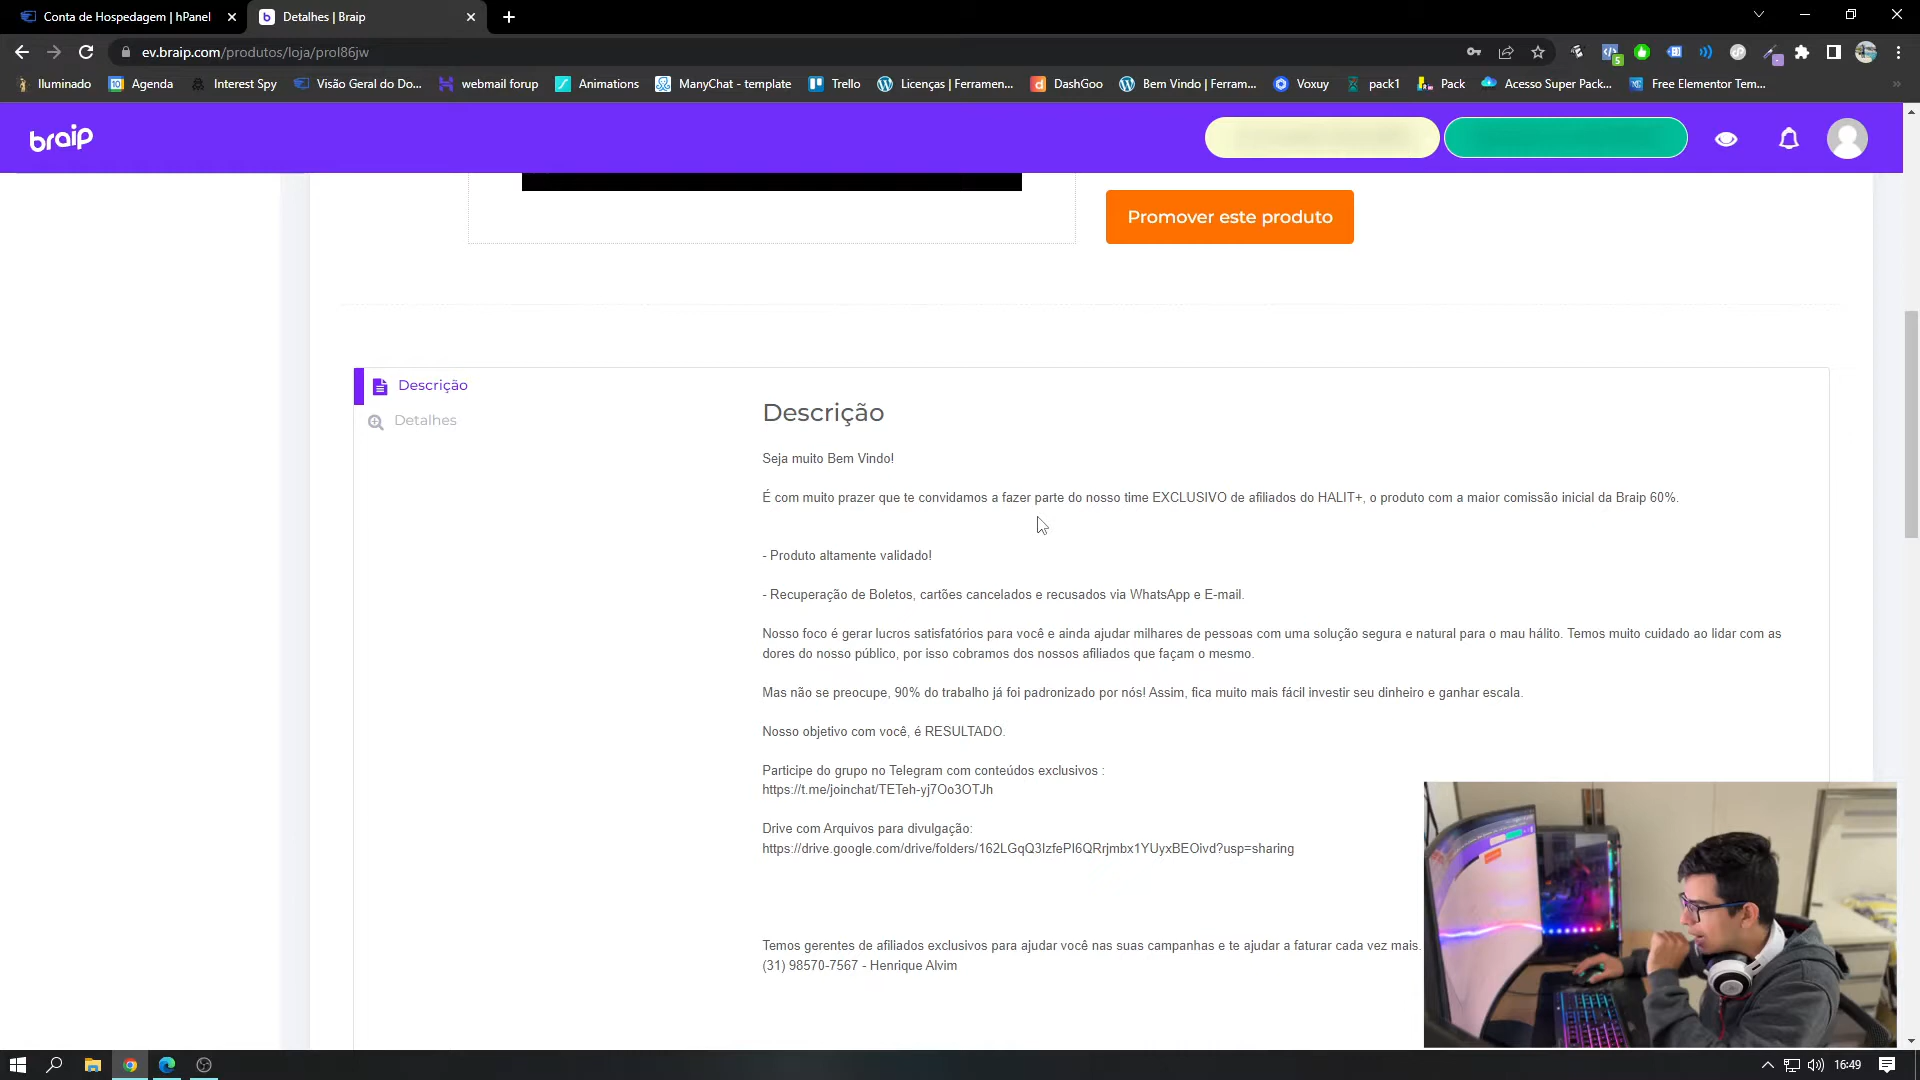 Conta de Hospedagem | hPanel
Detalhes | Braip
ev.braip.com/produtos/loja/prol86jw
Iluminado
Agenda
Interest Spy
Visão Geral do Do...
webmail forup
Animations
ManyChat - template
Trello
Licenças | Ferramen...
DashGoo
Bem Vindo | Ferram...
Voxuy
pack1
Pack
Acesso Super Pack...
Free Elementor Tem...
braip
Promover este produto
Descrição
Detalhes
Descrição
Seja muito Bem Vindo!
É com muito prazer que te convidamos a fazer parte do nosso time EXCLUSIVO de afiliados do HALIT+, o produto com a maior comissão inicial da Braip 60%.
- Produto altamente validado!
- Recuperação de Boletos, cartões cancelados e recusados via WhatsApp e E-mail.
Nosso foco é gerar lucros satisfatórios para você e ainda ajudar milhares de pessoas com uma solução segura e natural para o mau hálito. Temos muito cuidado ao lidar com as
dores do nosso público, por isso cobramos dos nossos afiliados que façam o mesmo.
Mas não se preocupe, 90% do trabalho já foi padronizado por nós! Assim, fica muito mais fácil investir seu dinheiro e ganhar escala.
Nosso objetivo com você, é RESULTADO.
Participe do grupo no Telegram com conteúdos exclusivos :
https://t.me/joinchat/TETeh-yj7Oo3OTJh
Drive com Arquivos para divulgação:
https://drive.google.com/drive/folders/162LGqQ3IzfePI6QRrjmbx1YUyxBEOivd?usp=sharing
Temos gerentes de afiliados exclusivos para ajudar você nas suas campanhas e te ajudar a faturar cada vez mais.
(31) 98570-7567 - Henrique Alvim
16:49